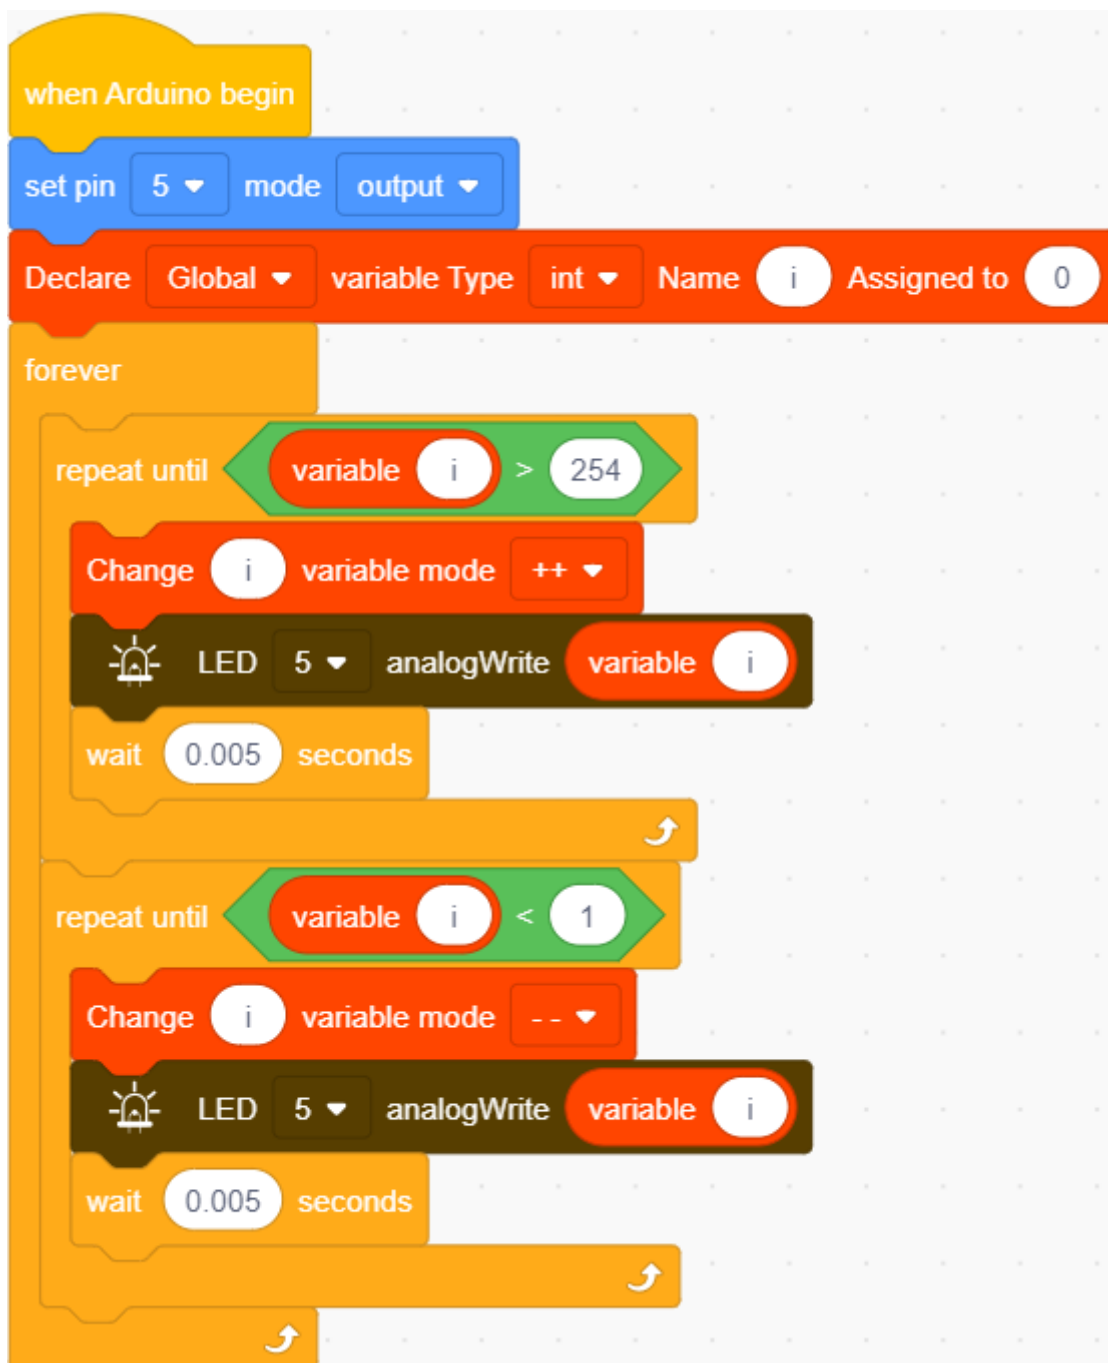 when Arduino begin
set pin 5 mode output
Declare Global variable Type int Name i Assigned to 0
forever
repeat until variable i > 254
Change i variable mode ++
LED 5 analogWrite variable i
wait 0.005 seconds
repeat until variable i < 1
Change i variable mode --
LED 5 analogWrite variable i
wait 0.005 seconds